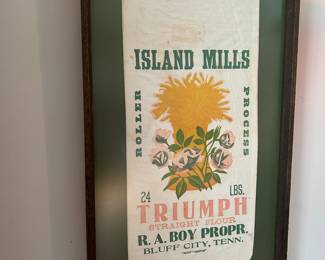 ISLAND MILLS
ROLLER
PROCESS
24 LBS.
TRIUMPH
STRAIGHT FLOUR
R. A. BOY PROPR.
BLUFF CITY, TENN.